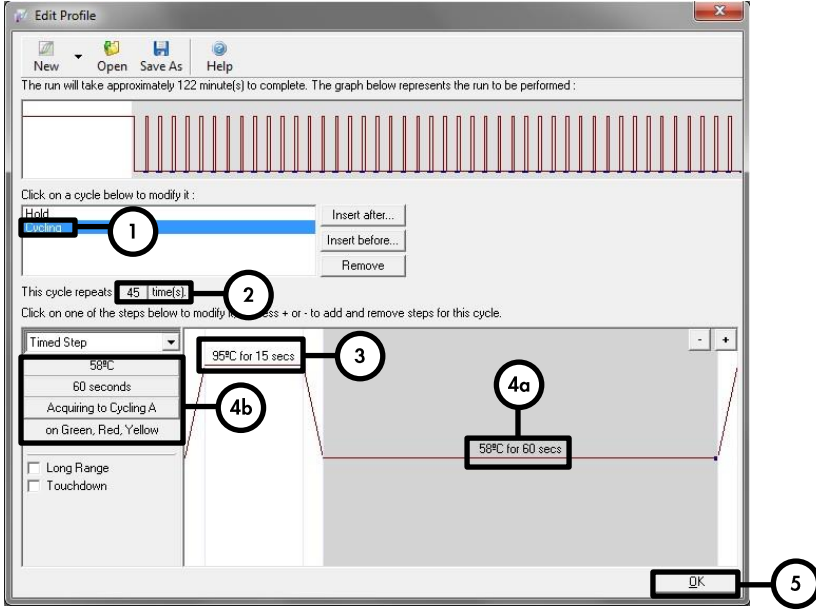 Edit Profile
New Open Save As Help
The run will take approximately 122 minute(s) to complete. The graph below represents the run to be performed :
Click on a cycle below to modify it :
Hold
Cycling
1
Insert after...
Insert before...
Remove
This cycle repeats 45 time(s).
2
Click on one of the steps below to modify it, press + or - to add and remove steps for this cycle.
Timed Step
- +
95ºC for 15 secs
3
58ºC
60 seconds
Acquiring to Cycling A
on Green, Red, Yellow
4b
4a
58ºC for 60 secs
Long Range
Touchdown
OK
5